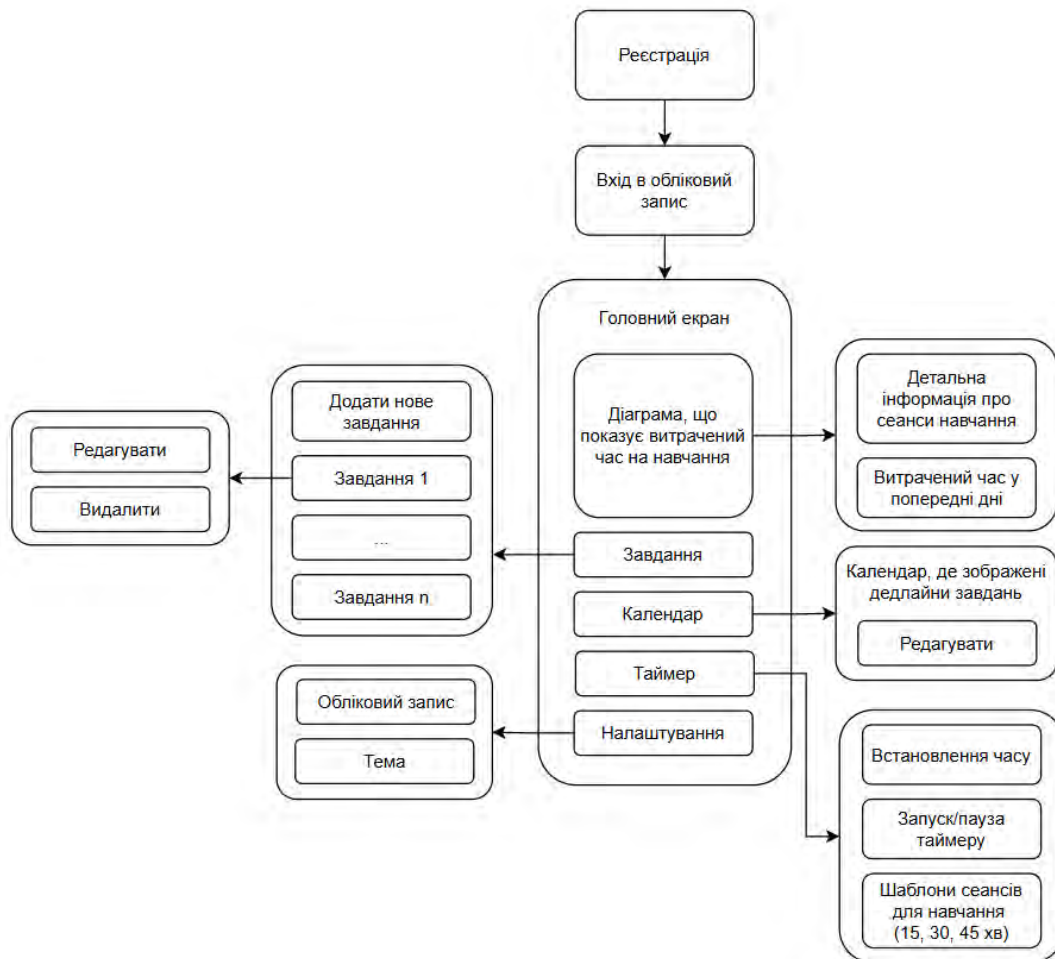 Реєстрація
Вхід в обліковий
запис
Головний екран
Діаграма, що
показує витрачений
час на навчання
Завдання
Календар
Таймер
Налаштування
Додати нове
завдання
Завдання 1
...
Завдання n
Редагувати
Видалити
Обліковий запис
Тема
Детальна
інформація про
сеанси навчання
Витрачений час у
попередні дні
Календар, де зображені
дедлайни завдань
Редагувати
Встановлення часу
Запуск/пауза
таймеру
Шаблони сеансів
для навчання
(15, 30, 45 хв)